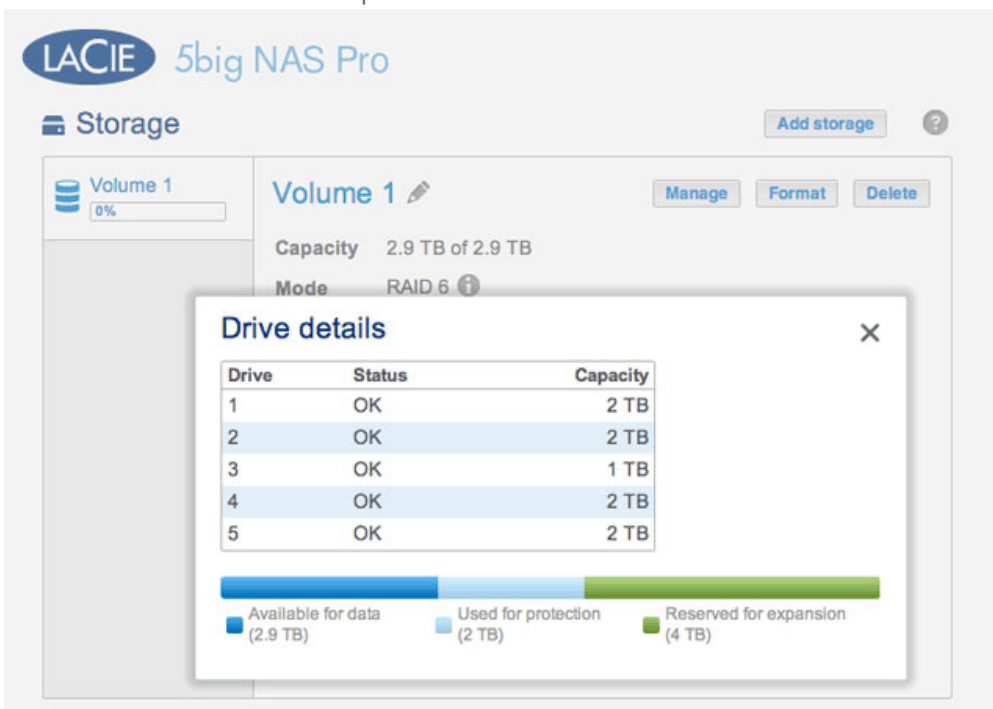 LACIE 5big NAS Pro
Storage
Add storage
?
Volume 1
0%
Volume 1
Manage
Format
Delete
Capacity 2.9 TB of 2.9 TB
Mode RAID 6 i
Drive details
Drive Status Capacity
1 OK 2 TB
2 OK 2 TB
3 OK 1 TB
4 OK 2 TB
5 OK 2 TB
Available for data
(2.9 TB)
Used for protection
(2 TB)
Reserved for expansion
(4 TB)